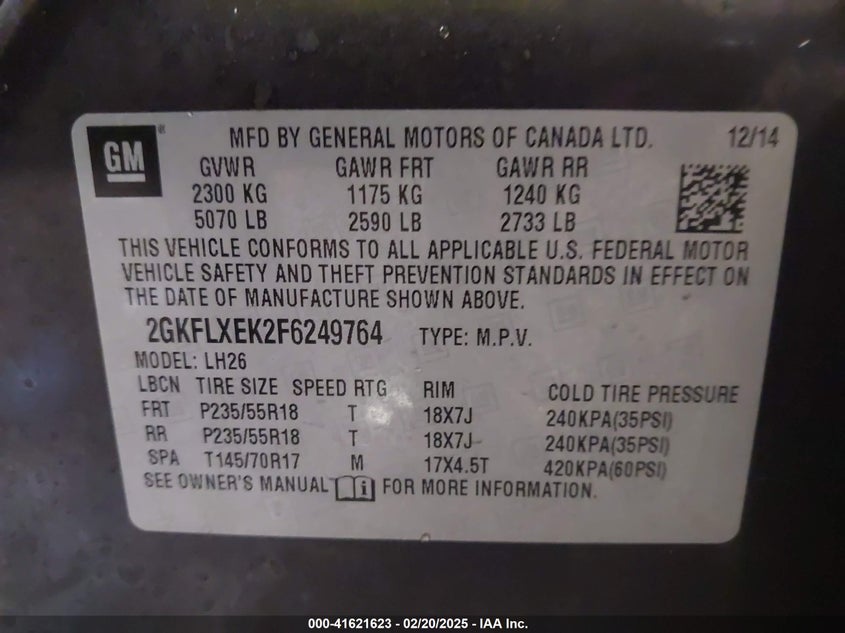 GM
MFD BY GENERAL MOTORS OF CANADA LTD. 12/14
GVWR GAWR FRT GAWR RR
2300 KG 1175 KG 1240 KG
5070 LB 2590 LB 2733 LB
THIS VEHICLE CONFORMS TO ALL APPLICABLE U.S. FEDERAL MOTOR
VEHICLE SAFETY AND THEFT PREVENTION STANDARDS IN EFFECT ON
THE DATE OF MANUFACTURE SHOWN ABOVE.
2GKFLXEK2F6249764 TYPE: M.P.V.
MODEL: LH26
LBCN TIRE SIZE SPEED RTG RIM COLD TIRE PRESSURE
FRT P235/55R18 T 18X7J 240KPA(35PSI)
RR P235/55R18 T 18X7J 240KPA(35PSI)
SPA T145/70R17 M 17X4.5T 420KPA(60PSI)
SEE OWNER'S MANUAL i FOR MORE INFORMATION.
000-41621623 - 02/20/2025 - IAA Inc.